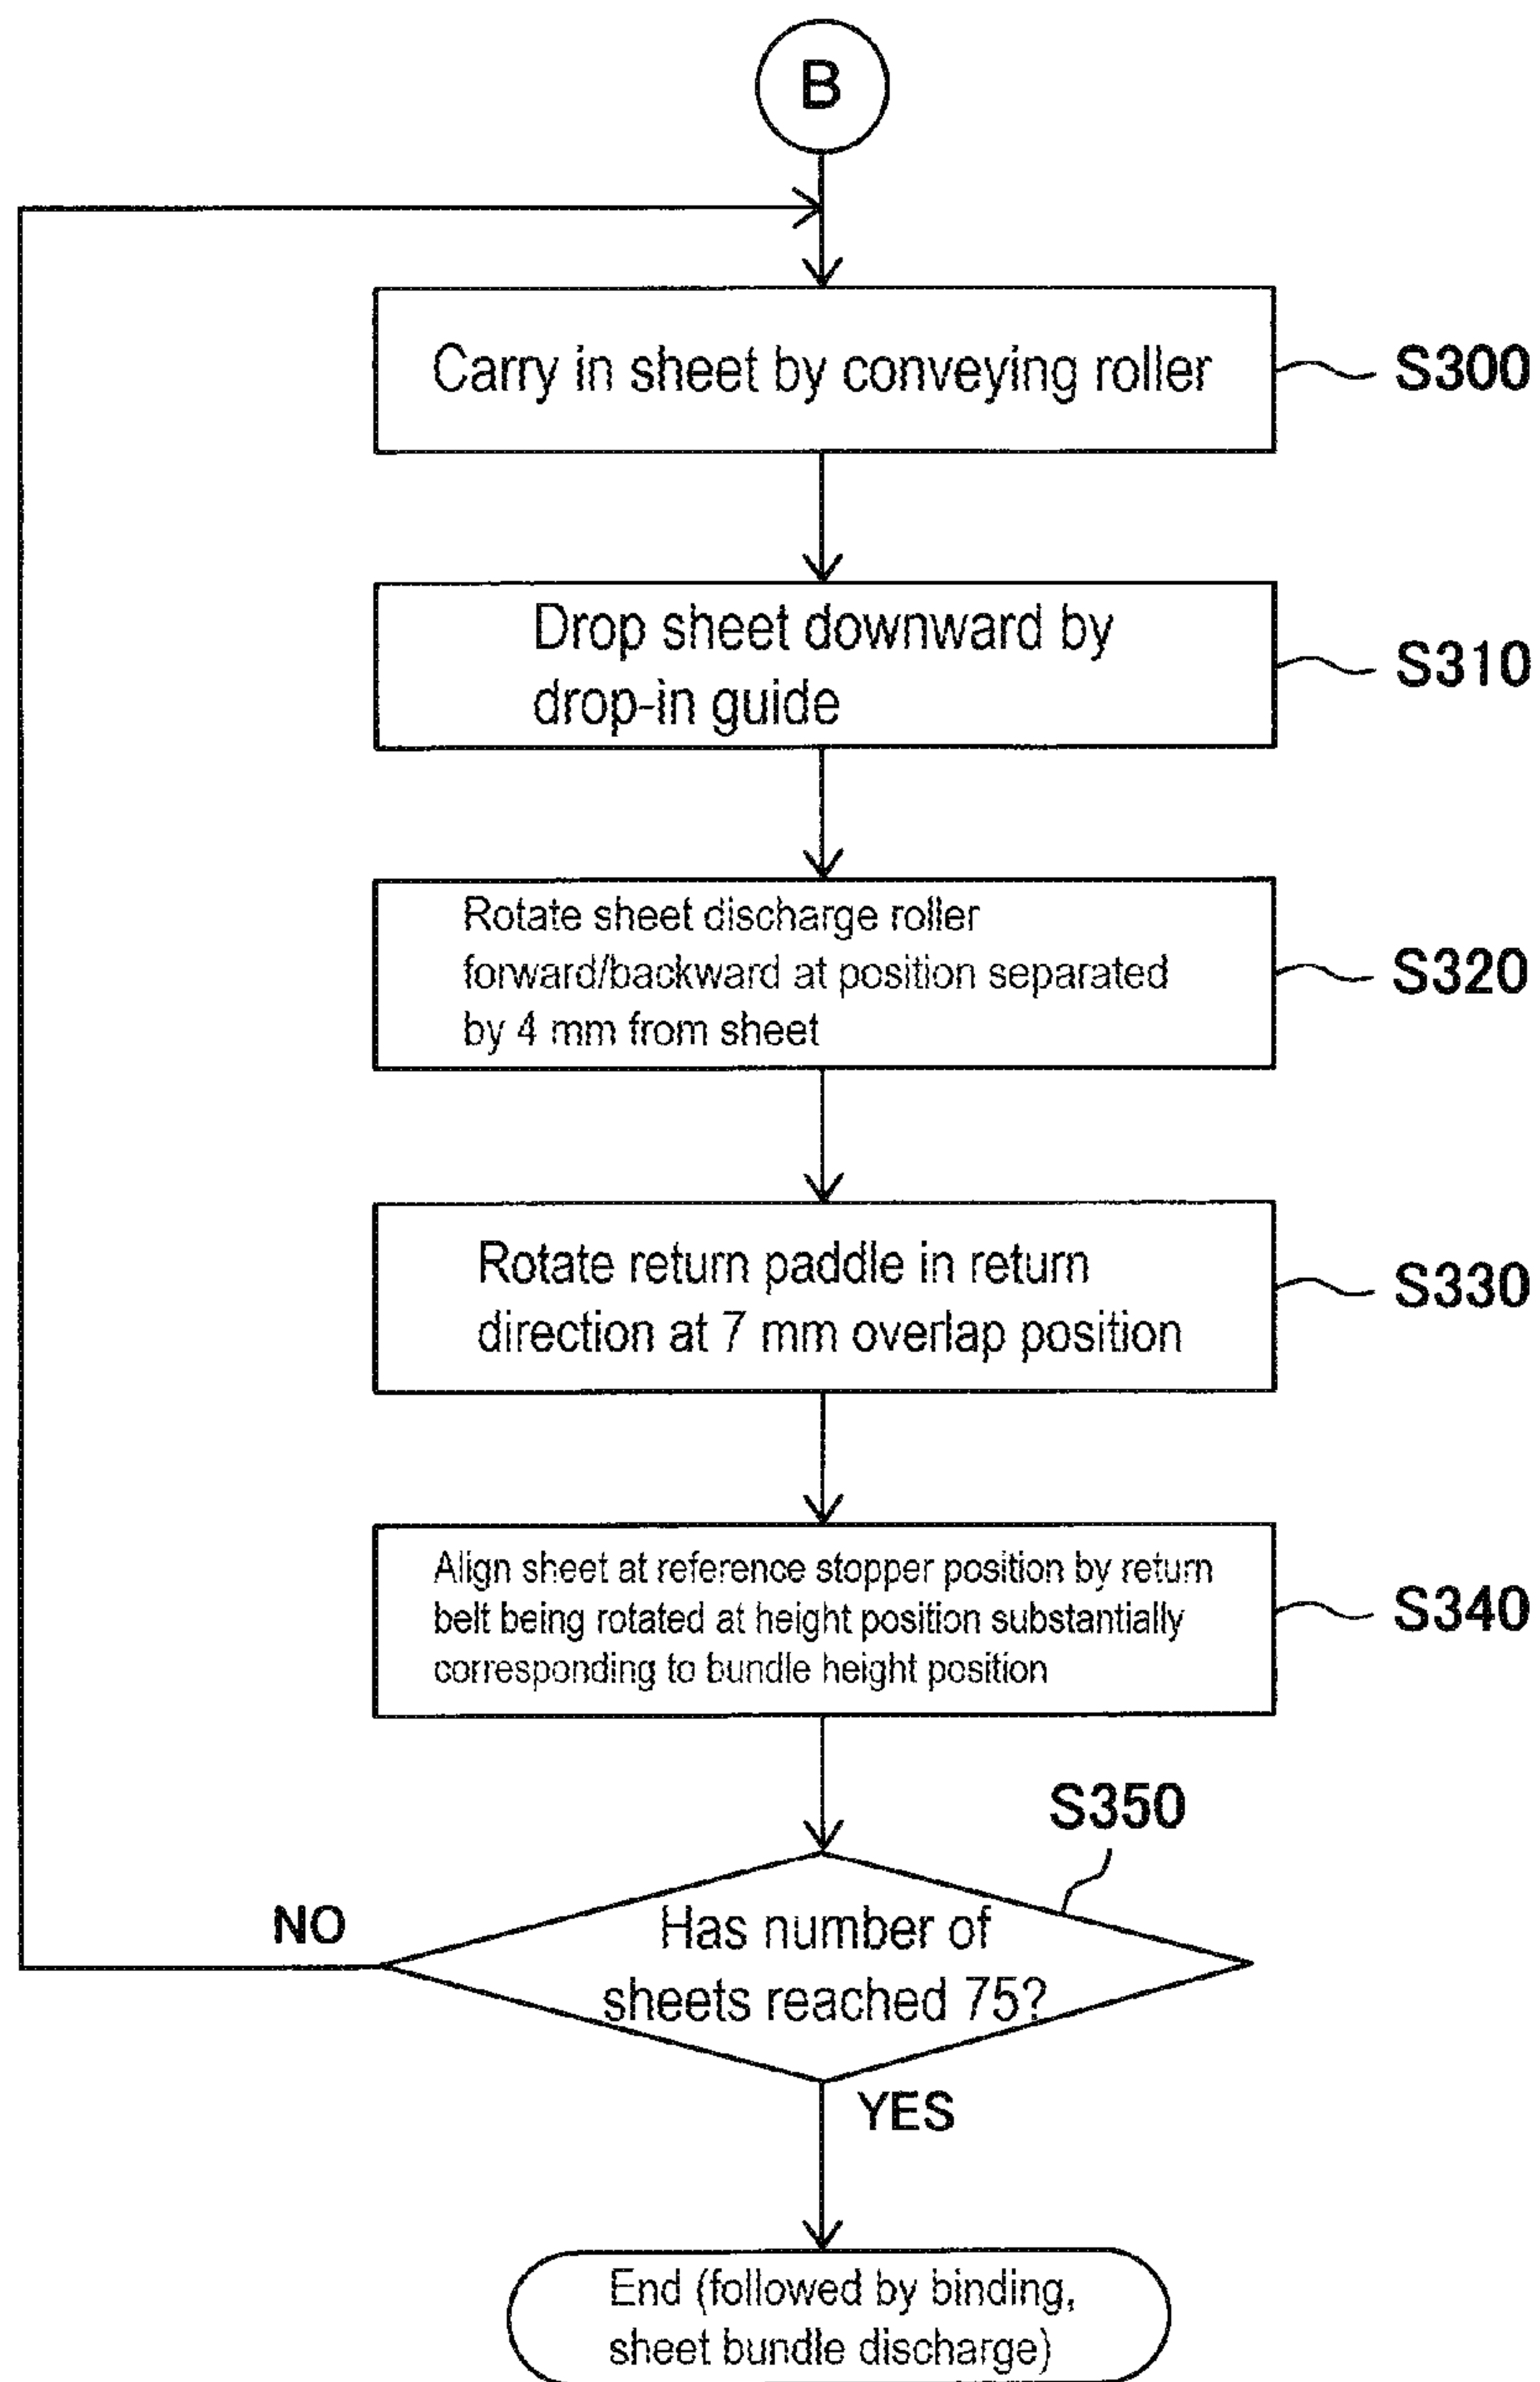 B
Carry in sheet by conveying roller
S300
Drop sheet downward by
drop-in guide
S310
Rotate sheet discharge roller
forward/backward at position separated
by 4 mm from sheet
S320
Rotate return paddle in return
direction at 7 mm overlap position
S330
Align sheet at reference stopper position by return
belt being rotated at height position substantially
corresponding to bundle height position
S340
S350
Has number of
sheets reached 75?
NO
YES
End (followed by binding,
sheet bundle discharge)